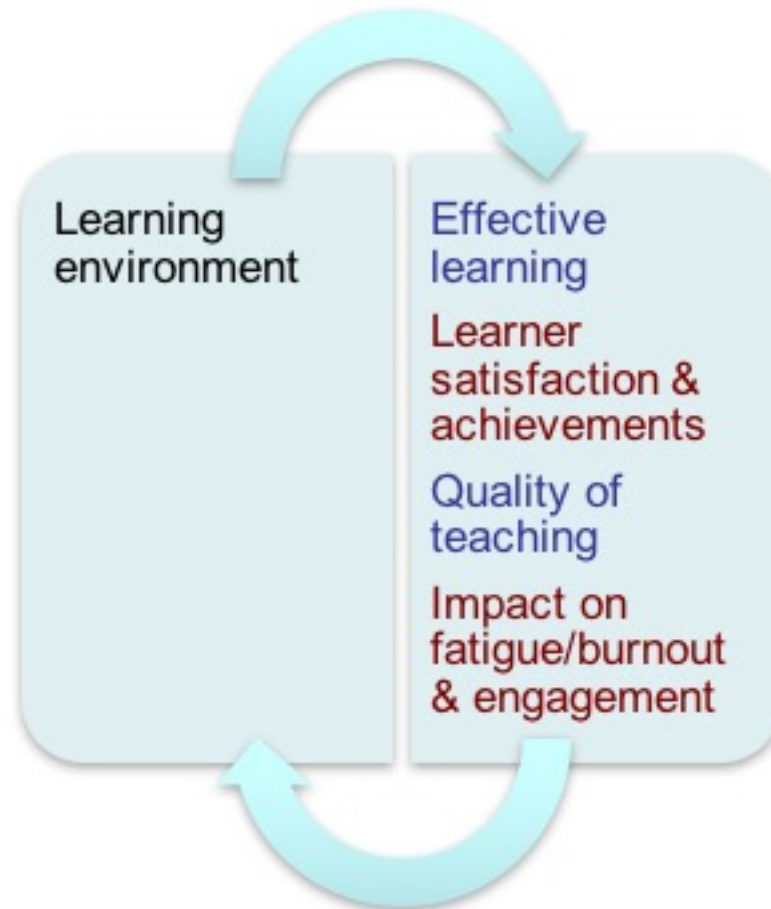 Learning
environment
Effective
learning
Learner
satisfaction &
achievements
Quality of
teaching
Impact on
fatigue/burnout
& engagement